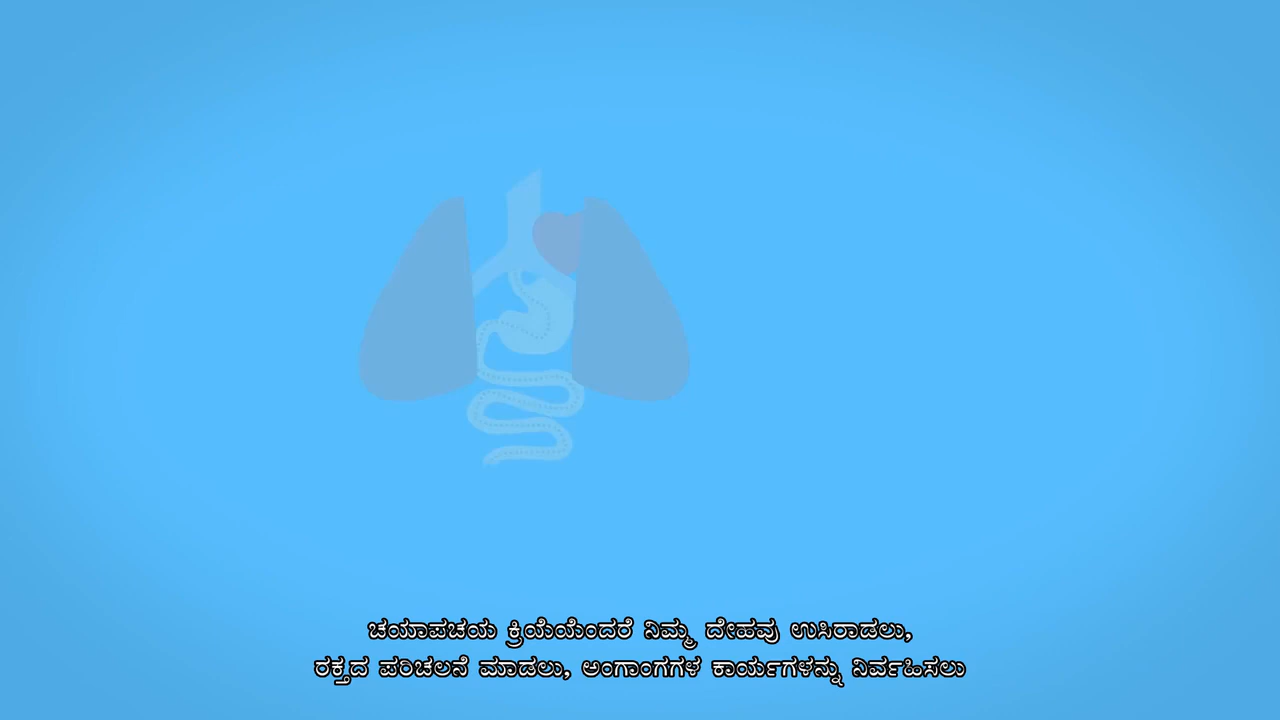 ಚಯಾಪಚಯ ಕ್ರಿಯೆಯೆಂದರೆ ನಿಮ್ಮ ದೇಹವು ಉಸಿರಾಡಲು,
ರಕ್ತದ ಪರಿಚಲನೆ ಮಾಡಲು, ಅಂಗಾಂಗಗಳ ಕಾರ್ಯಗಳನ್ನು ನಿರ್ವಹಿಸಲು